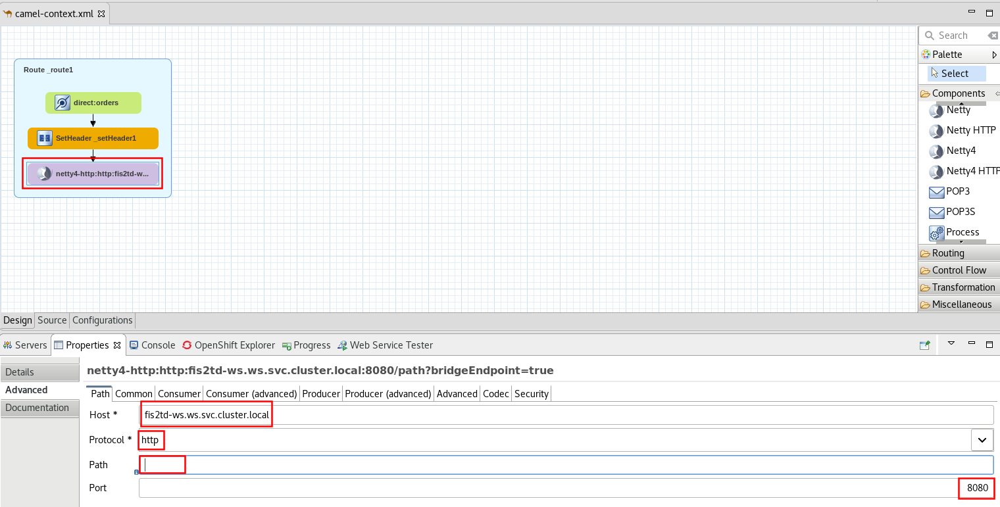 camel-context.xml
Search
Palette
Select
Components
Netty
Netty HTTP
Netty4
Netty4 HTTP
POP3
POP3S
Process
Routing
Control Flow
Transformation
Miscellaneous
Route _route1
direct:orders
SetHeader _setHeader1
netty4-http:http:fis2td-w...
Design Source Configurations
Servers Properties Console OpenShift Explorer Progress Web Service Tester
Details
Advanced
Documentation
netty4-http:http:fis2td-ws.ws.svc.cluster.local:8080/path?bridgeEndpoint=true
Path Common Consumer Consumer (advanced) Producer Producer (advanced) Advanced Codec Security
Host * fis2td-ws.ws.svc.cluster.local
Protocol * http
Path
Port 8080